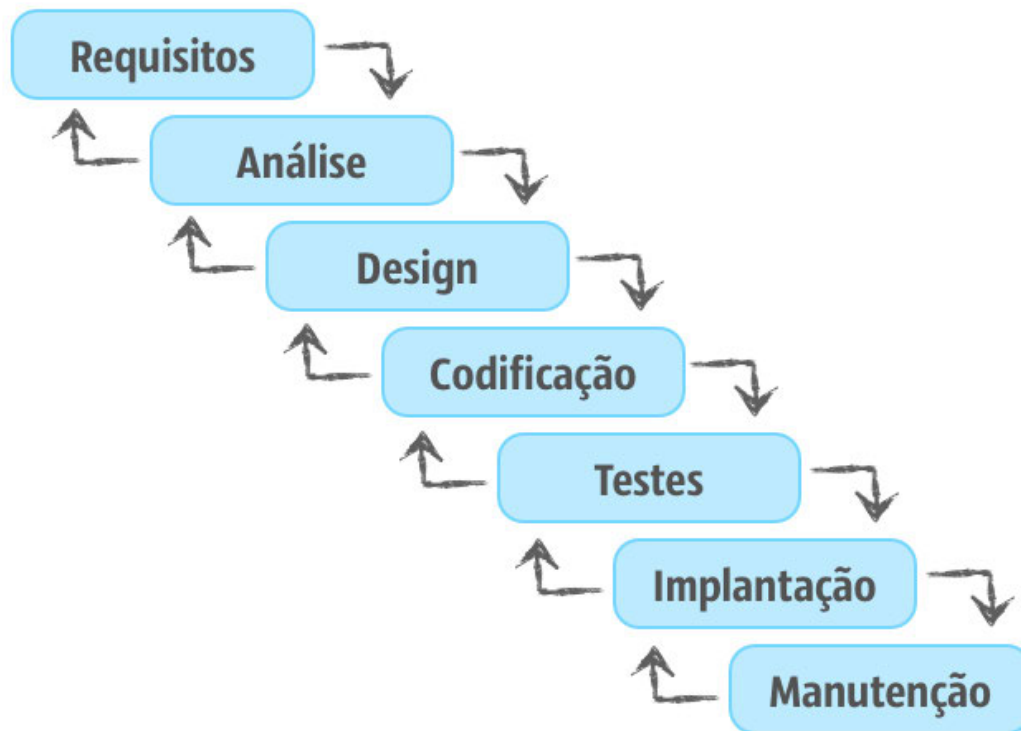 Requisitos
Análise
Design
Codificação
Testes
Implantação
Manutenção